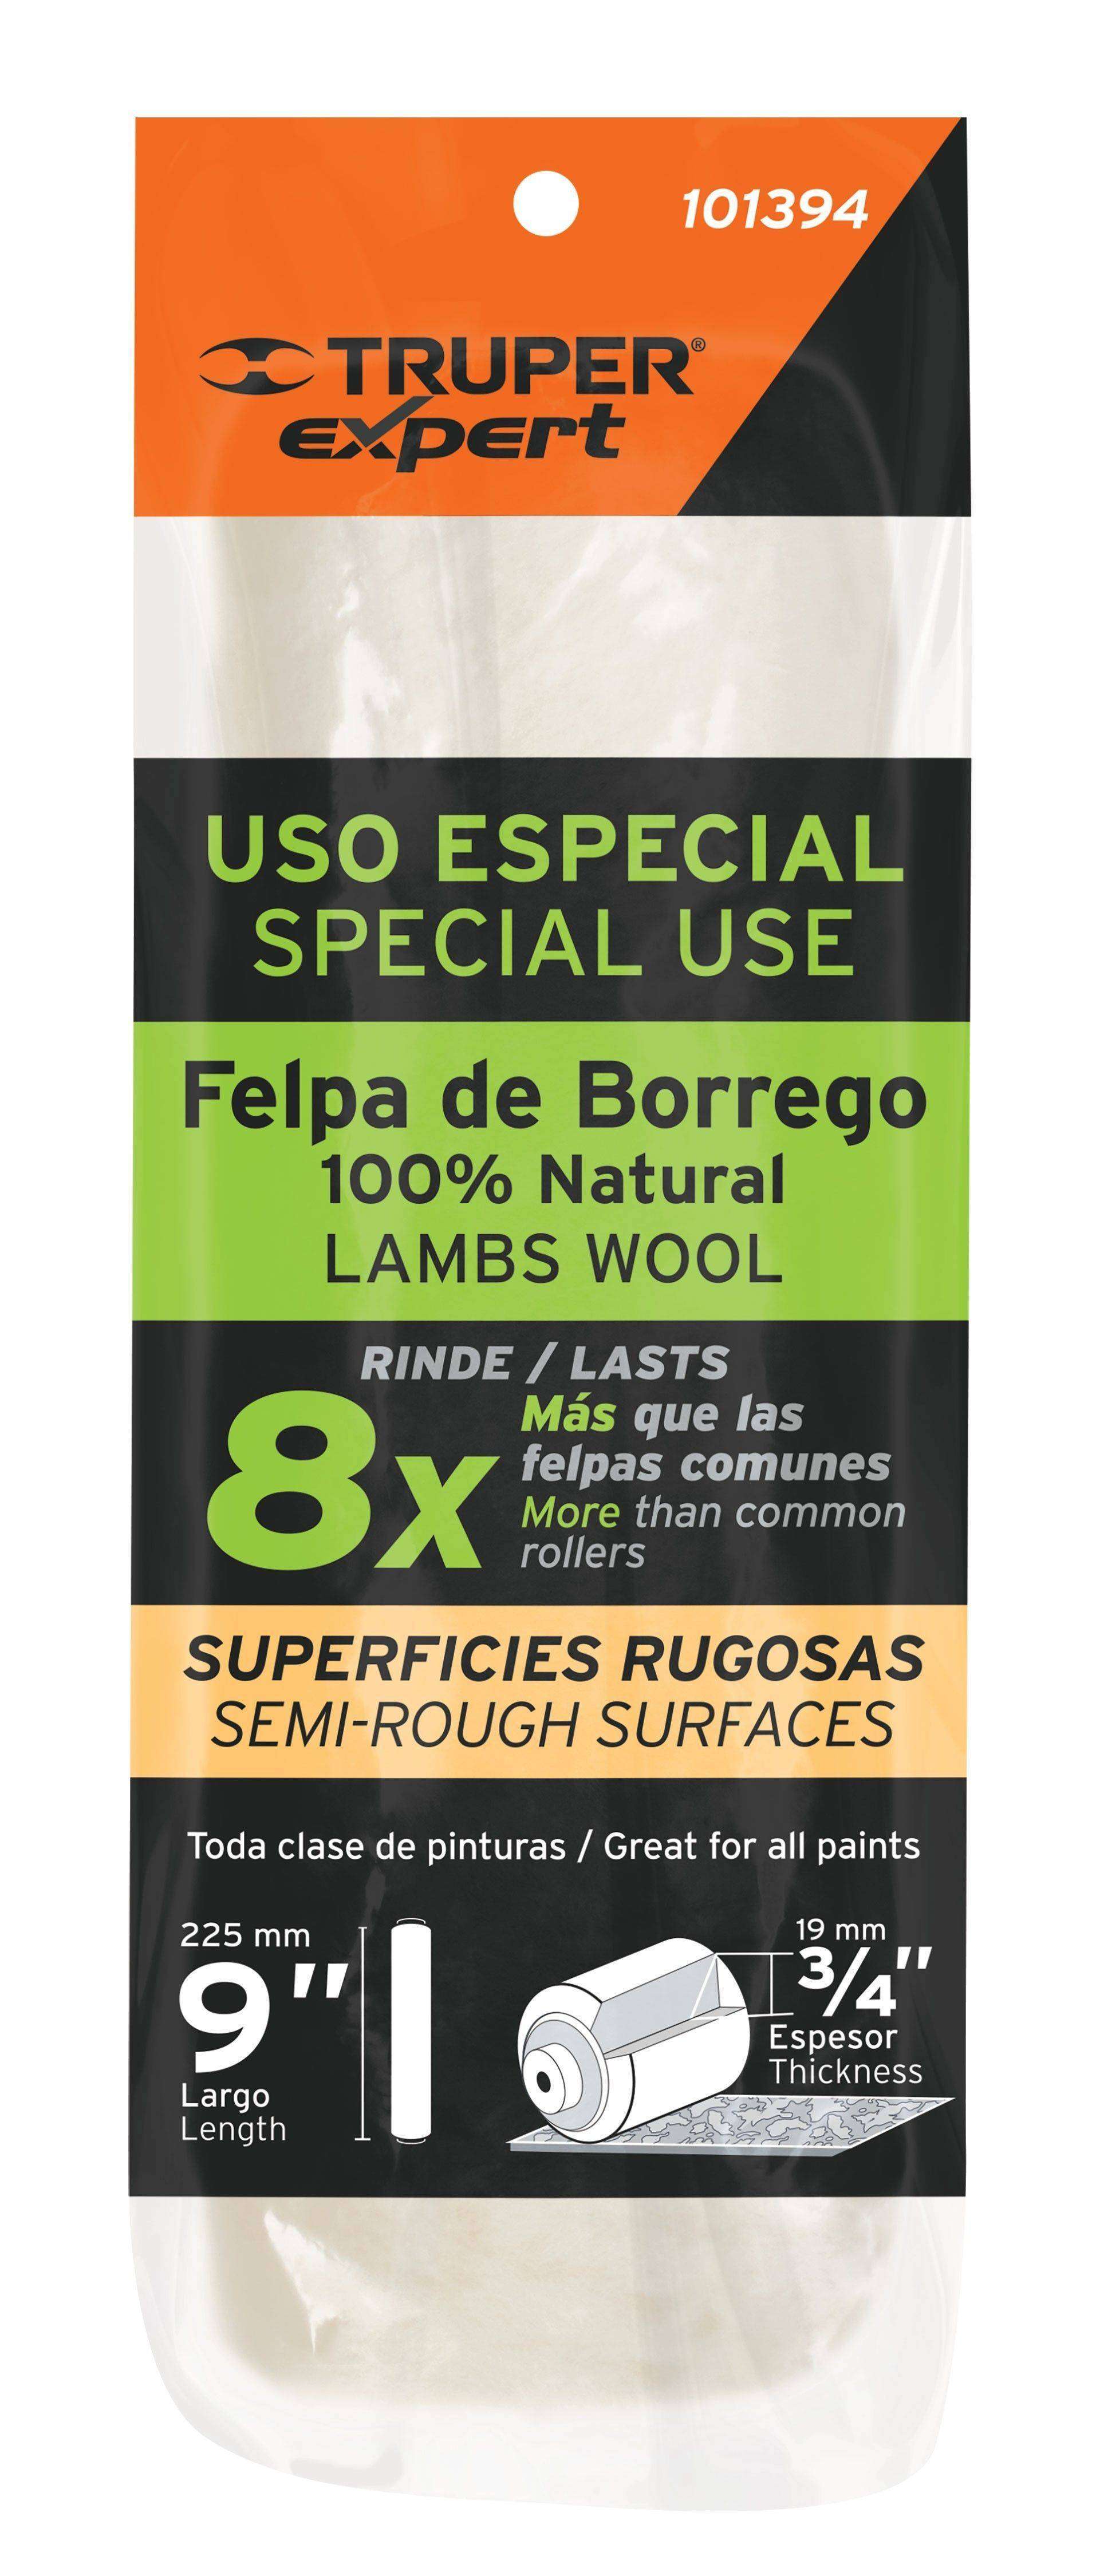 101394
TRUPER®
expert
USO ESPECIAL
SPECIAL USE
Felpa de Borrego
100% Natural
LAMBS WOOL
RINDE / LASTS
8x
Más que las
felpas comunes
More than common
rollers
SUPERFICIES RUGOSAS
SEMI-ROUGH SURFACES
Toda clase de pinturas / Great for all paints
225 mm
9"
Largo
Length
19 mm
3/4"
Espesor
Thickness